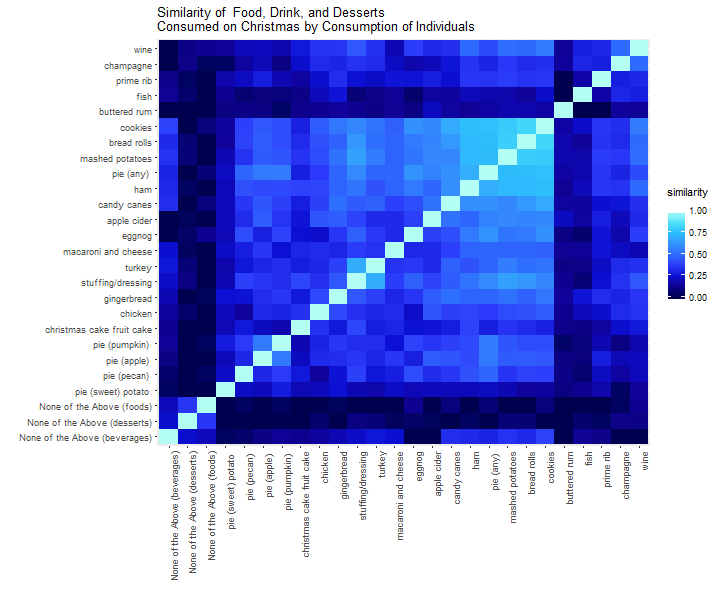 Similarity of  Food, Drink, and Desserts
Consumed on Christmas by Consumption of Individuals
wine
champagne
prime rib
fish
buttered rum
cookies
bread rolls
mashed potatoes
pie (any)
ham
candy canes
apple cider
eggnog
macaroni and cheese
turkey
stuffing/dressing
gingerbread
chicken
christmas cake fruit cake
pie (pumpkin)
pie (apple)
pie (pecan)
pie (sweet) potato
None of the Above (foods)
None of the Above (desserts)
None of the Above (beverages)
None of the Above (beverages)
None of the Above (desserts)
None of the Above (foods)
pie (sweet) potato
pie (pecan)
pie (apple)
pie (pumpkin)
christmas cake fruit cake
chicken
gingerbread
stuffing/dressing
turkey
macaroni and cheese
eggnog
apple cider
candy canes
ham
pie (any)
mashed potatoes
bread rolls
cookies
buttered rum
fish
prime rib
champagne
wine
similarity
1.00
0.75
0.50
0.25
0.00